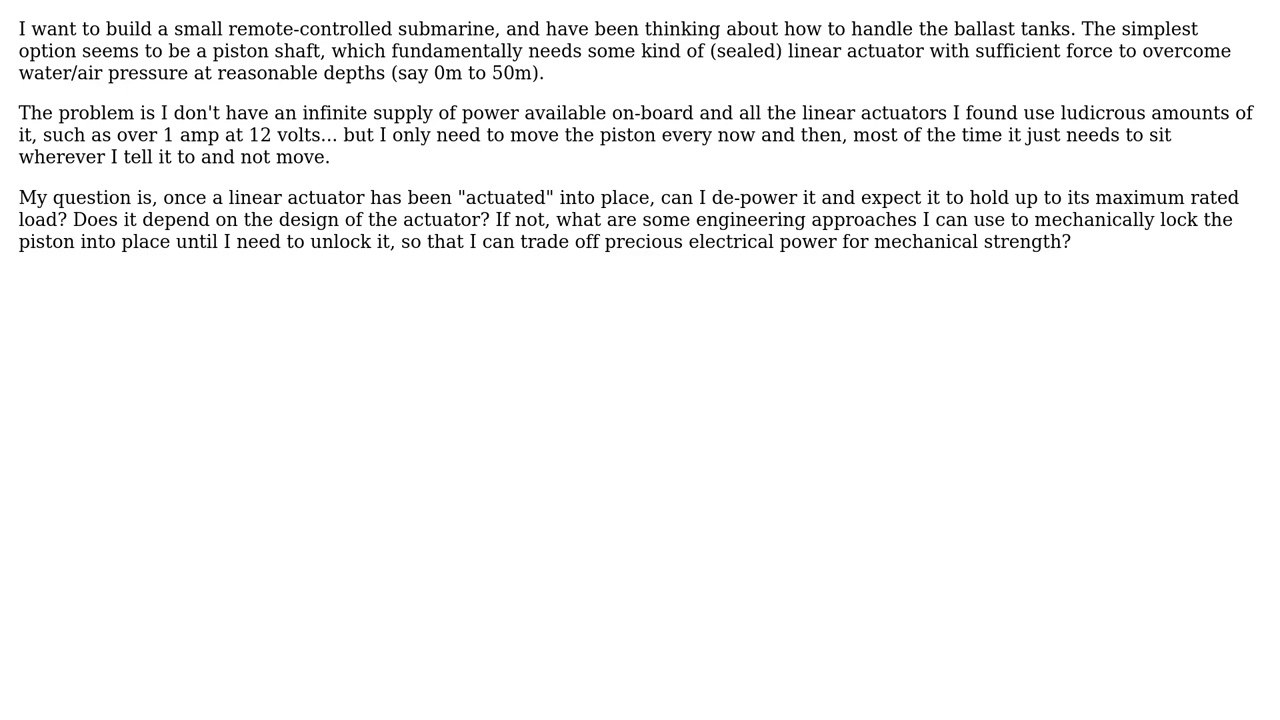 I want to build a small remote-controlled submarine, and have been thinking about how to handle the ballast tanks. The simplest
option seems to be a piston shaft, which fundamentally needs some kind of (sealed) linear actuator with sufficient force to overcome
water/air pressure at reasonable depths (say 0m to 50m).
The problem is I don't have an infinite supply of power available on-board and all the linear actuators I found use ludicrous amounts of
it, such as over 1 amp at 12 volts... but I only need to move the piston every now and then, most of the time it just needs to sit
wherever I tell it to and not move.
My question is, once a linear actuator has been "actuated" into place, can I de-power it and expect it to hold up to its maximum rated
load? Does it depend on the design of the actuator? If not, what are some engineering approaches I can use to mechanically lock the
piston into place until I need to unlock it, so that I can trade off precious electrical power for mechanical strength?